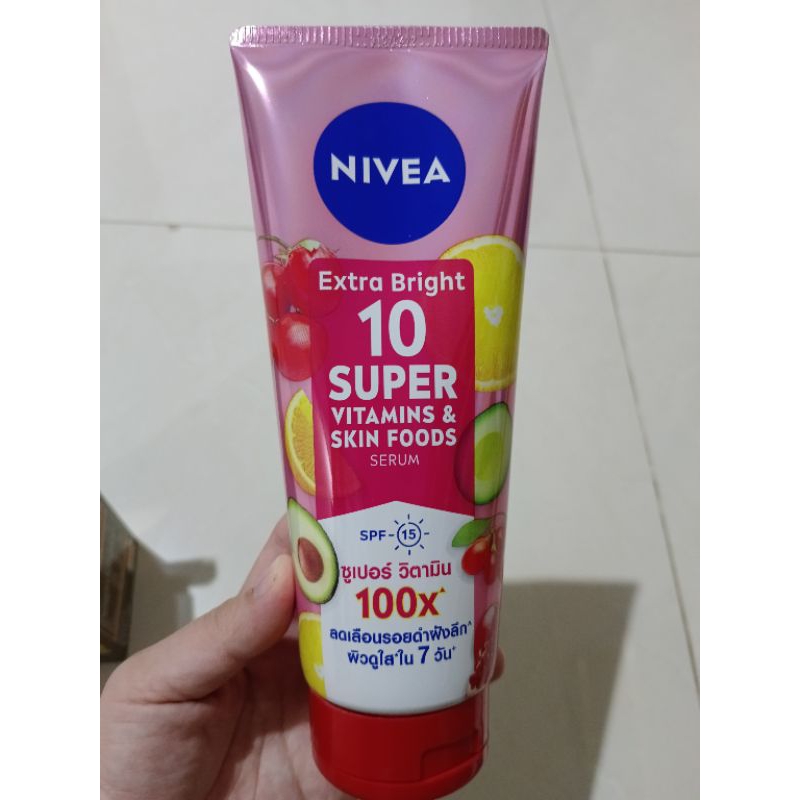 NIVEA
Extra Bright
10
SUPER
VITAMINS &
SKIN FOODS
SERUM
SPF 15
ซูเปอร์ วิตามิน
100x^
ลดเลือนรอยดำฝังลึก^
ผิวดูใส*ใน 7 วัน+